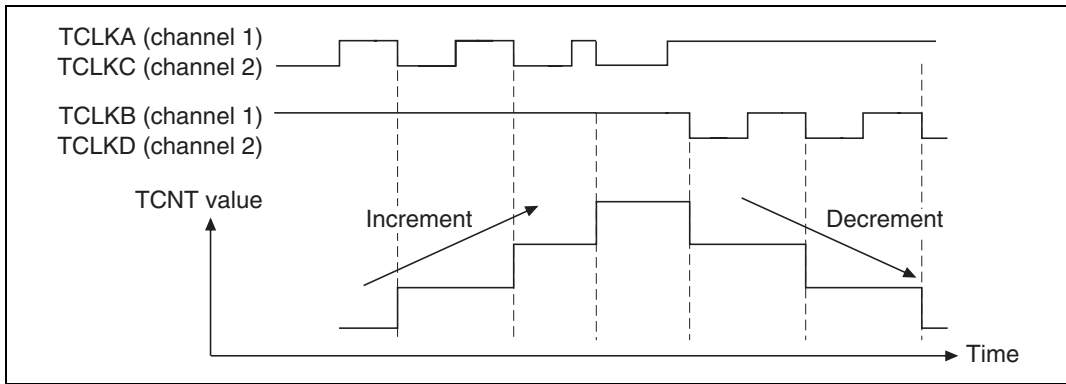 TCLKA (channel 1)
TCLKC (channel 2)
TCLKB (channel 1)
TCLKD (channel 2)
TCNT value
Increment
Decrement
Time